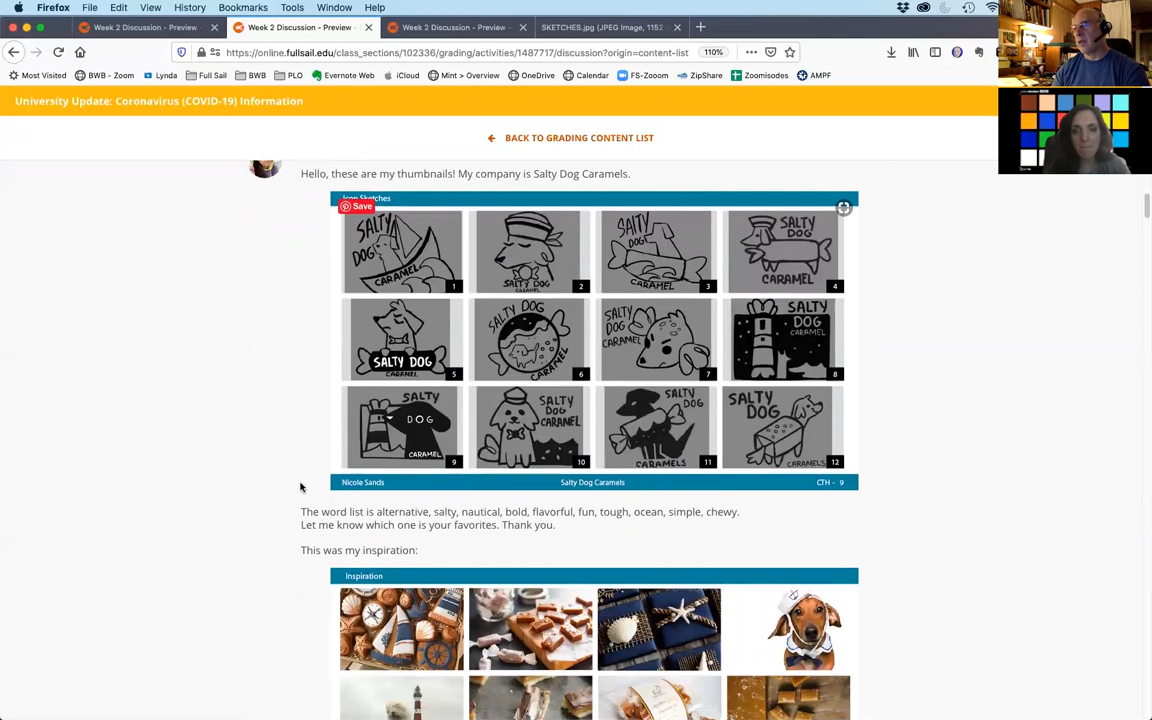 Firefox File Edit View History Bookmarks Tools Window Help
Week 2 Discussion - Preview - Week 2 Discussion - Preview - Week 2 Discussion - Preview - SKETCHES.jpg (JPEG Image, 1152
https://online.fullsail.edu/class_sections/102336/grading/activities/1487717/discussion?origin=content-list 110%
Most Visited BWB - Zoom Lynda Full Sail BWB PLO Evernote Web iCloud Mint > Overview OneDrive Calendar FS-Zooom ZipShare Zoomisodes AMPF
University Update: Coronavirus (COVID-19) Information
BACK TO GRADING CONTENT LIST
Hello, these are my thumbnails! My company is Salty Dog Caramels.
Icon Sketches
Save
SALTY DOG CARAMEL 1
SALTY DOG CARAMEL 2
SALTY DOG CARAMEL 3
SALTY DOG CARAMEL 4
SALTY DOG CARAMEL 5
SALTY DOG CARAMEL 6
SALTY DOG CARAMEL 7
SALTY DOG CARAMEL 8
SALTY DOG CARAMEL 9
SALTY DOG CARAMEL 10
SALTY DOG CARAMELS 11
SALTY DOG CARAMELS 12
Nicole Sands Salty Dog Caramels CTH - 9
The word list is alternative, salty, nautical, bold, flavorful, fun, tough, ocean, simple, chewy.
Let me know which one is your favorites. Thank you.
This was my inspiration:
Inspiration